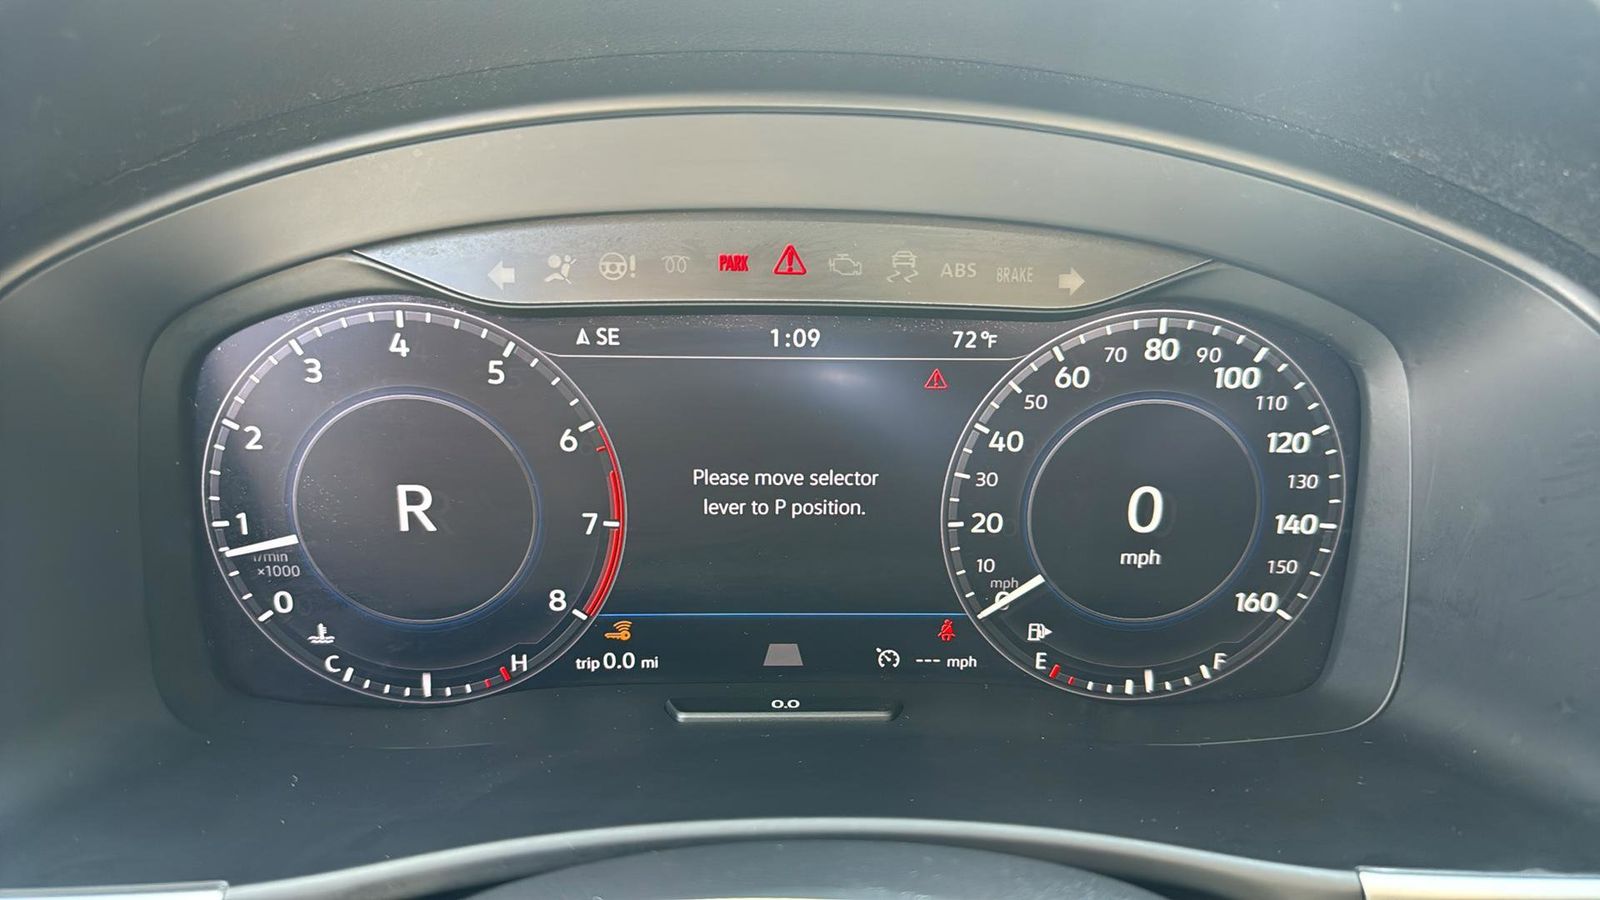 PARK
ABS
BRAKE
SE
1:09
72°F
0
1
2
3
4
5
6
7
8
1/min
×1000
R
C
H
Please move selector
lever to P position.
0
10
20
30
40
50
60
70
80
90
100
110
120
130
140
150
160
mph
0
mph
E
F
trip 0.0 mi
--- mph
0.0